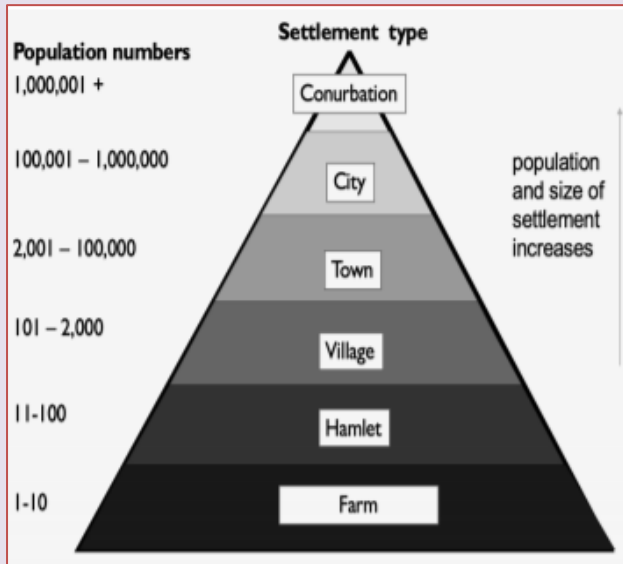 Settlement type
Population numbers
1,000,001 +
Conurbation
100,001 – 1,000,000
City
population
and size of
settlement
increases
2,001 – 100,000
Town
101 – 2,000
Village
11-100
Hamlet
1-10
Farm